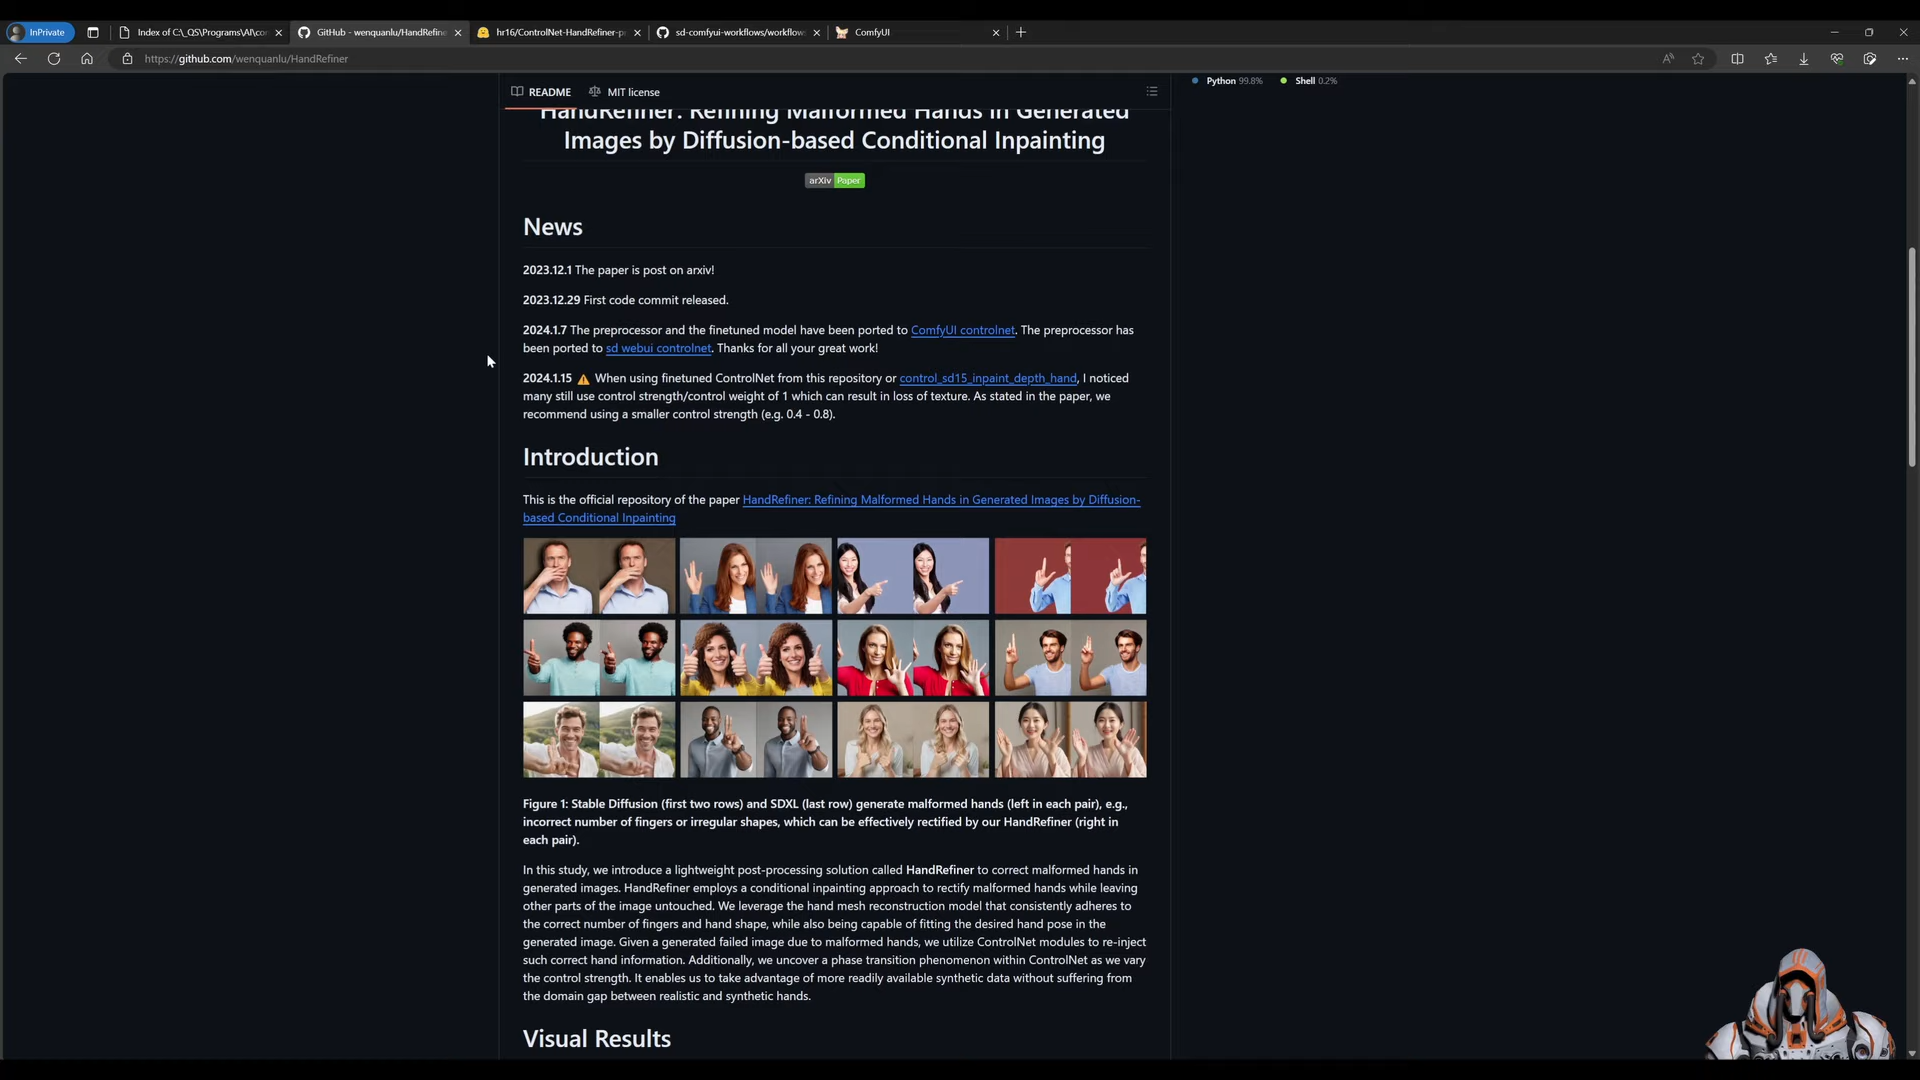 InPrivate
Index of C:\_QS\Programs\AI\con
GitHub - wenquanlu/HandRefine
hr16/ControlNet-HandRefiner-p
sd-comfyui-workflows/workflow
ComfyUI
https://github.com/wenquanlu/HandRefiner
Python 99.8%
Shell 0.2%
README
MIT license
HandRefiner: Refining Malformed Hands in Generated
Images by Diffusion-based Conditional Inpainting
arXiv Paper
News
2023.12.1 The paper is post on arxiv!
2023.12.29 First code commit released.
2024.1.7 The preprocessor and the finetuned model have been ported to ComfyUI controlnet. The preprocessor has
been ported to sd webui controlnet. Thanks for all your great work!
2024.1.15 ⚠ When using finetuned ControlNet from this repository or control_sd15_inpaint_depth_hand, I noticed
many still use control strength/control weight of 1 which can result in loss of texture. As stated in the paper, we
recommend using a smaller control strength (e.g. 0.4 - 0.8).
Introduction
This is the official repository of the paper HandRefiner: Refining Malformed Hands in Generated Images by Diffusion-
based Conditional Inpainting
Figure 1: Stable Diffusion (first two rows) and SDXL (last row) generate malformed hands (left in each pair), e.g.,
incorrect number of fingers or irregular shapes, which can be effectively rectified by our HandRefiner (right in
each pair).
In this study, we introduce a lightweight post-processing solution called HandRefiner to correct malformed hands in
generated images. HandRefiner employs a conditional inpainting approach to rectify malformed hands while leaving
other parts of the image untouched. We leverage the hand mesh reconstruction model that consistently adheres to
the correct number of fingers and hand shape, while also being capable of fitting the desired hand pose in the
generated image. Given a generated failed image due to malformed hands, we utilize ControlNet modules to re-inject
such correct hand information. Additionally, we uncover a phase transition phenomenon within ControlNet as we vary
the control strength. It enables us to take advantage of more readily available synthetic data without suffering from
the domain gap between realistic and synthetic hands.
Visual Results